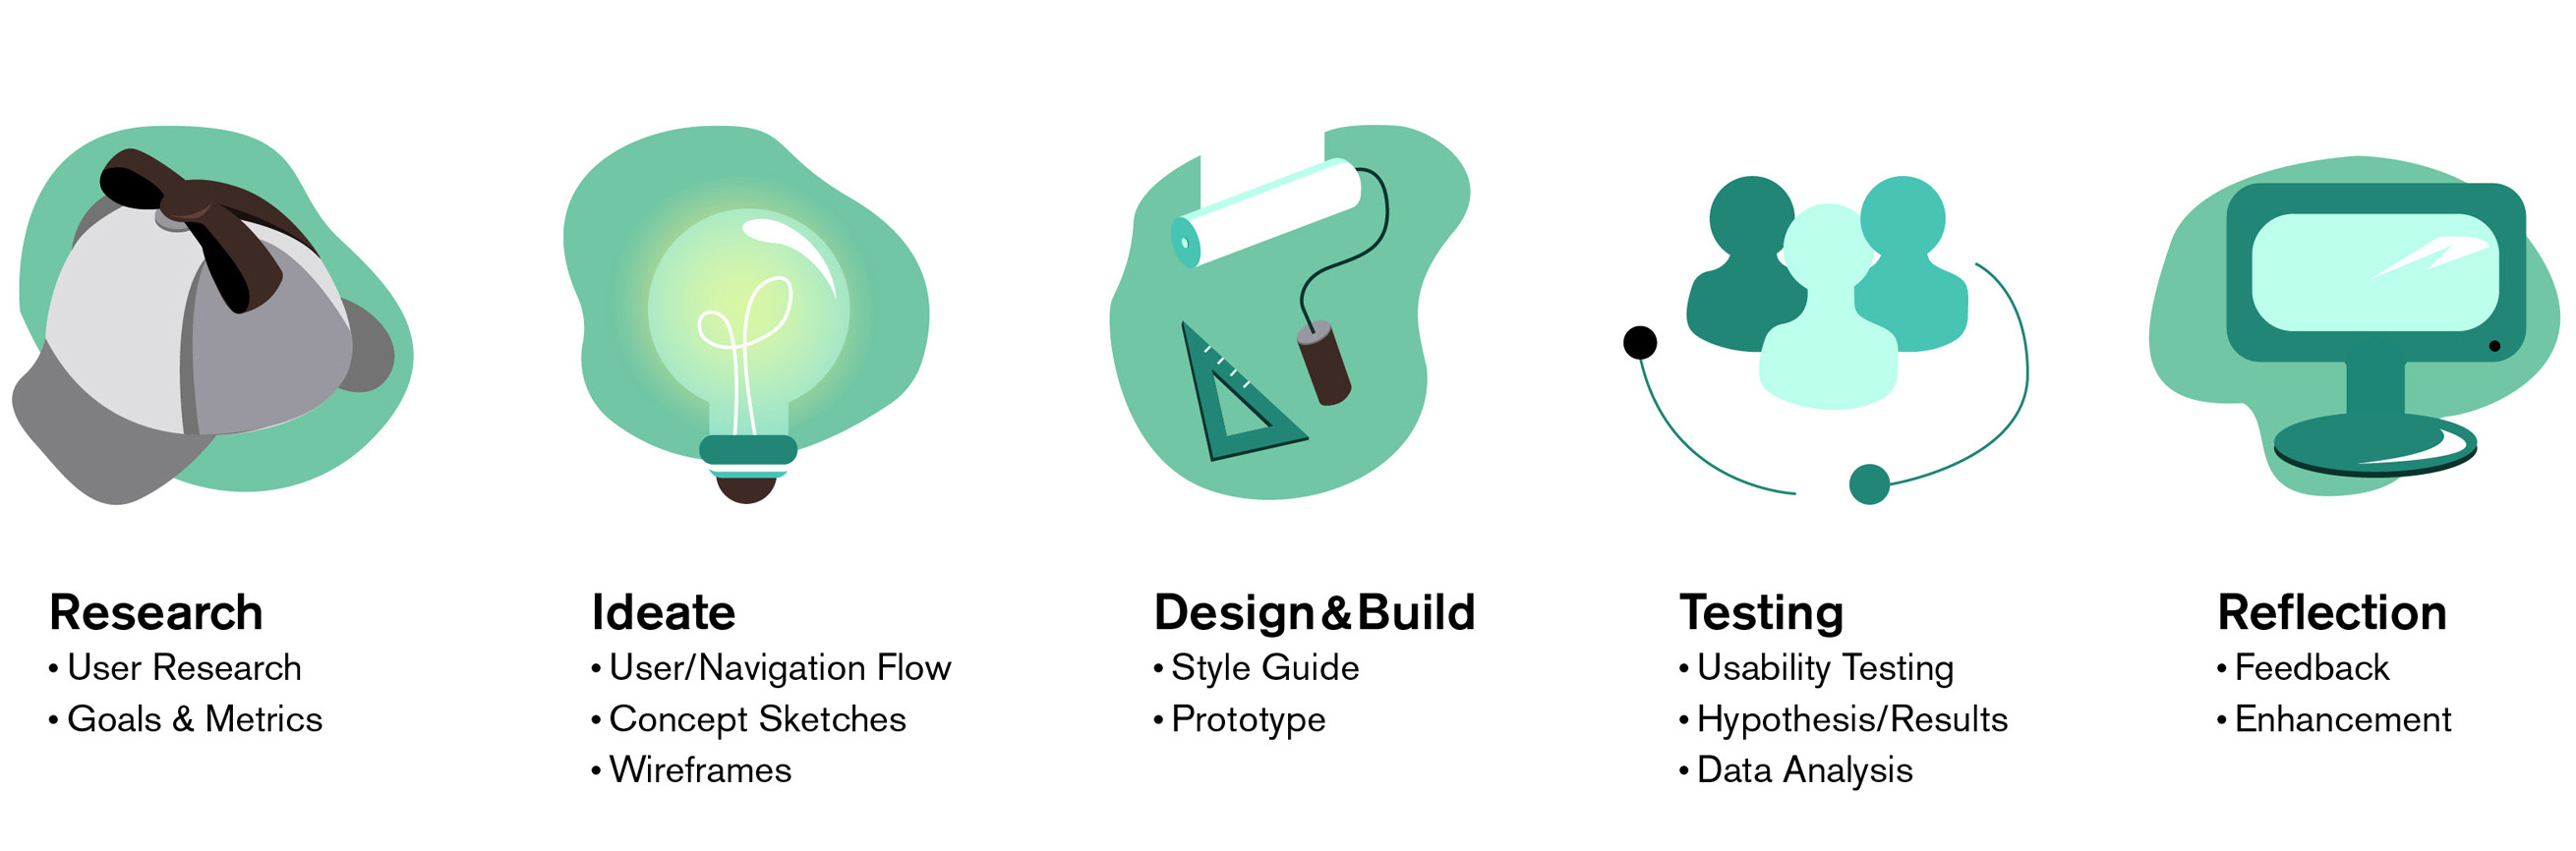 Research
• User Research
• Goals & Metrics
Ideate
• User/Navigation Flow
• Concept Sketches
• Wireframes
Design & Build
• Style Guide
• Prototype
Testing
• Usability Testing
• Hypothesis/Results
• Data Analysis
Reflection
• Feedback
• Enhancement